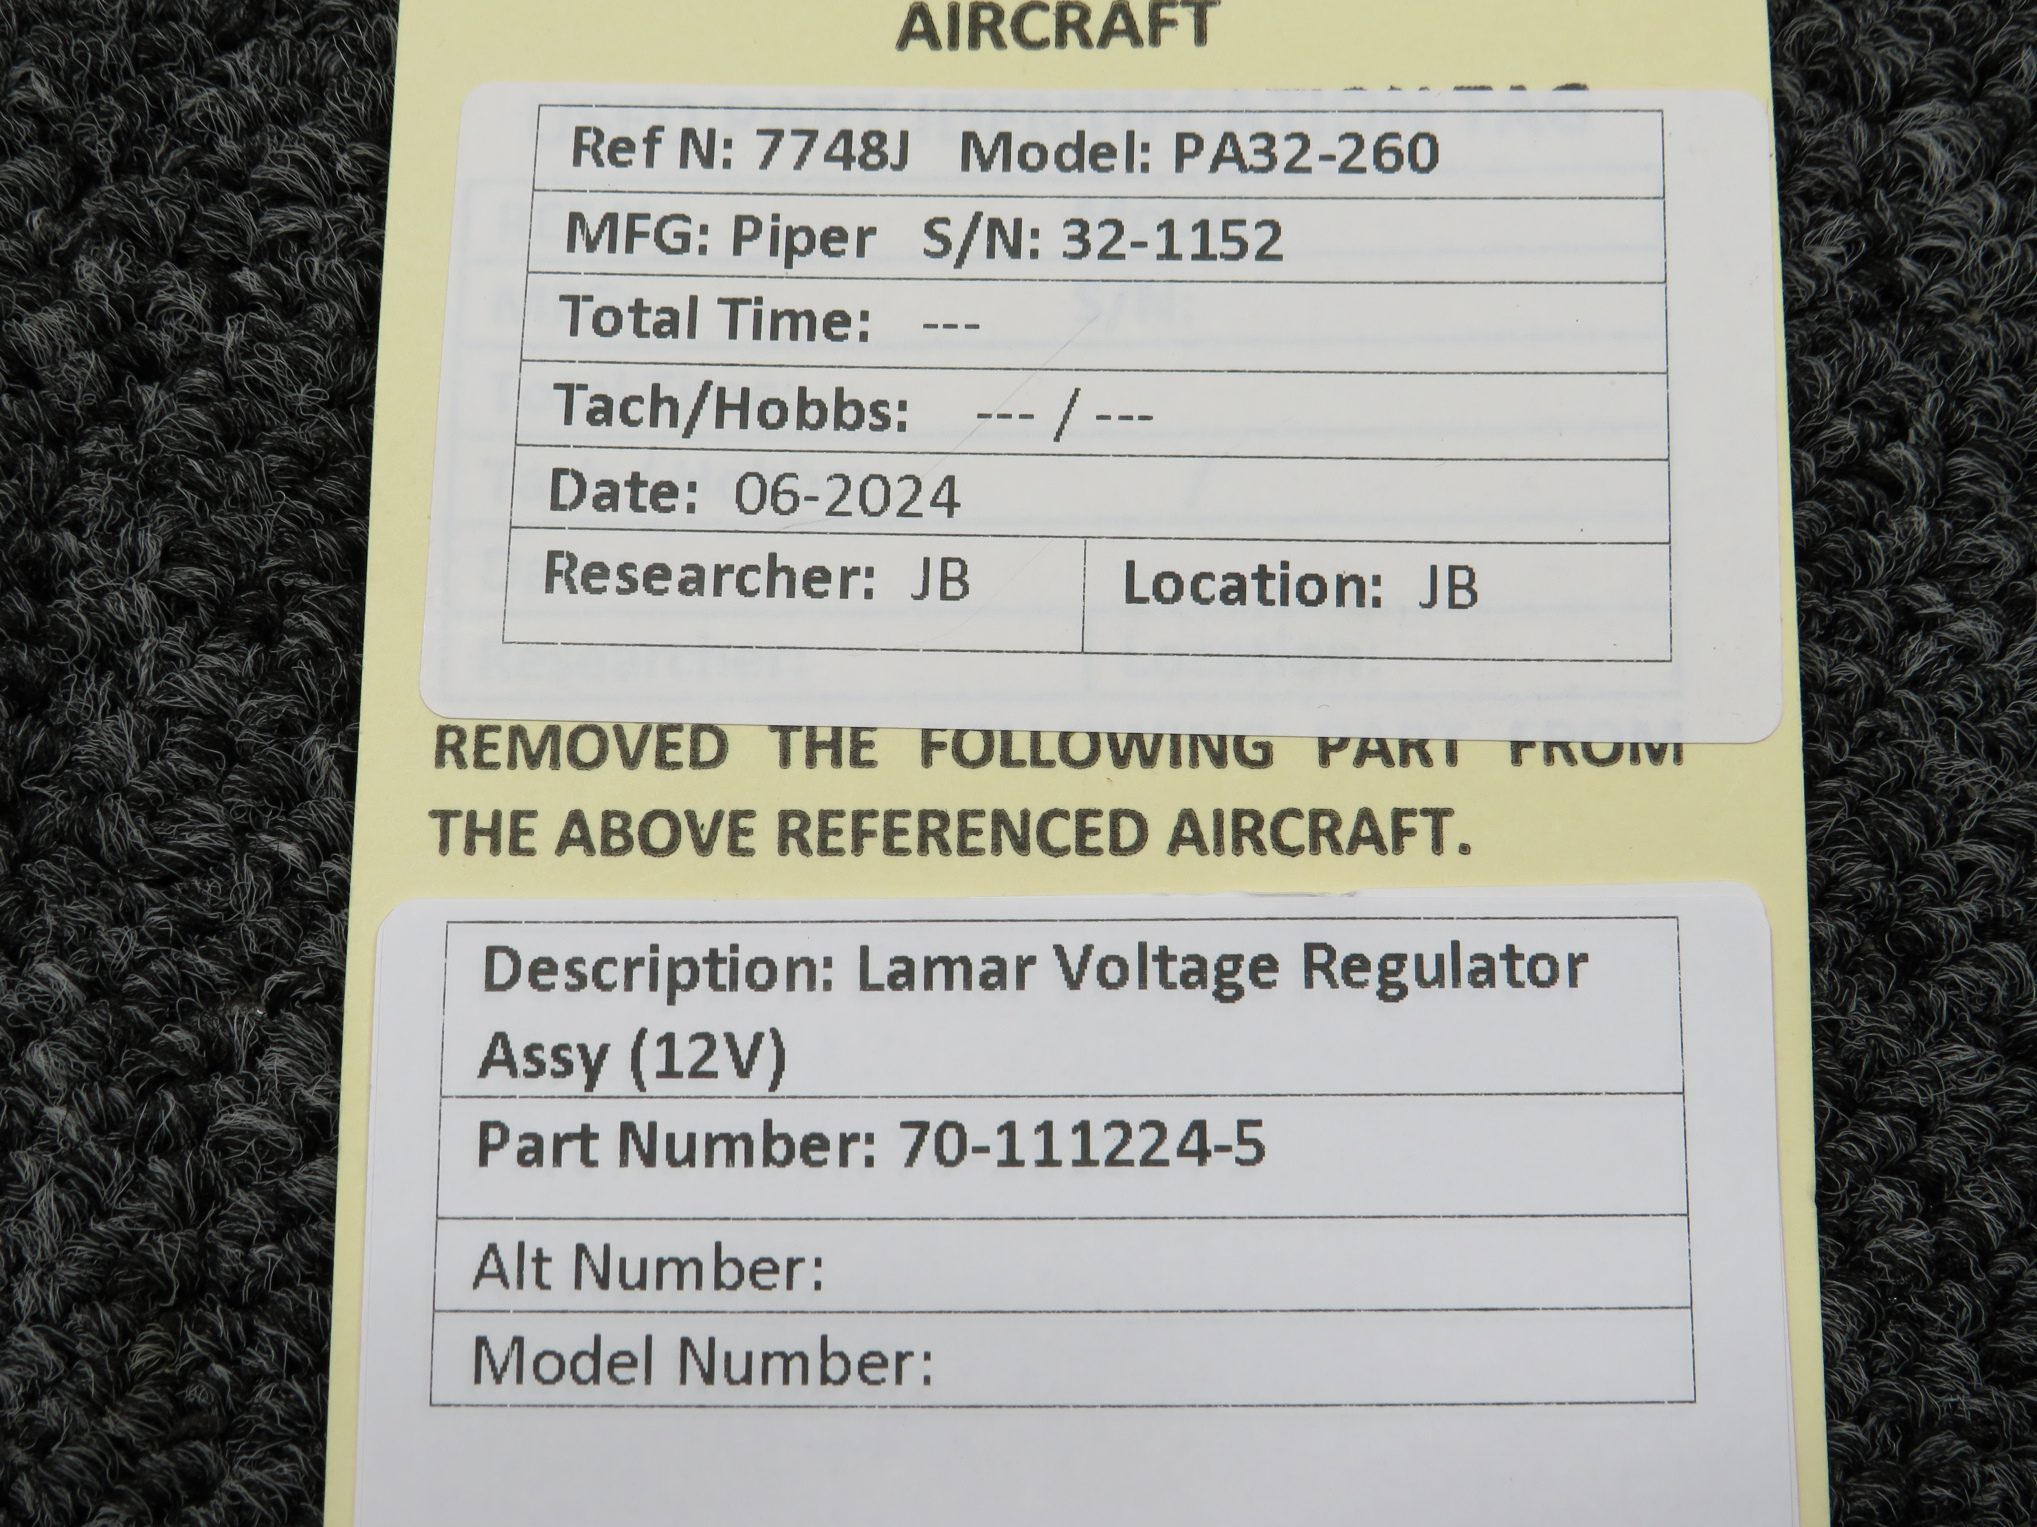 AIRCRAFT
Ref N: 7748J Model: PA32-260
MFG: Piper S/N: 32-1152
Total Time: ---
Tach/Hobbs: --- / ---
Date: 06-2024
Researcher: JB Location: JB
REMOVED THE FOLLOWING PART FROM
THE ABOVE REFERENCED AIRCRAFT.
Description: Lamar Voltage Regulator
Assy (12V)
Part Number: 70-111224-5
Alt Number:
Model Number: